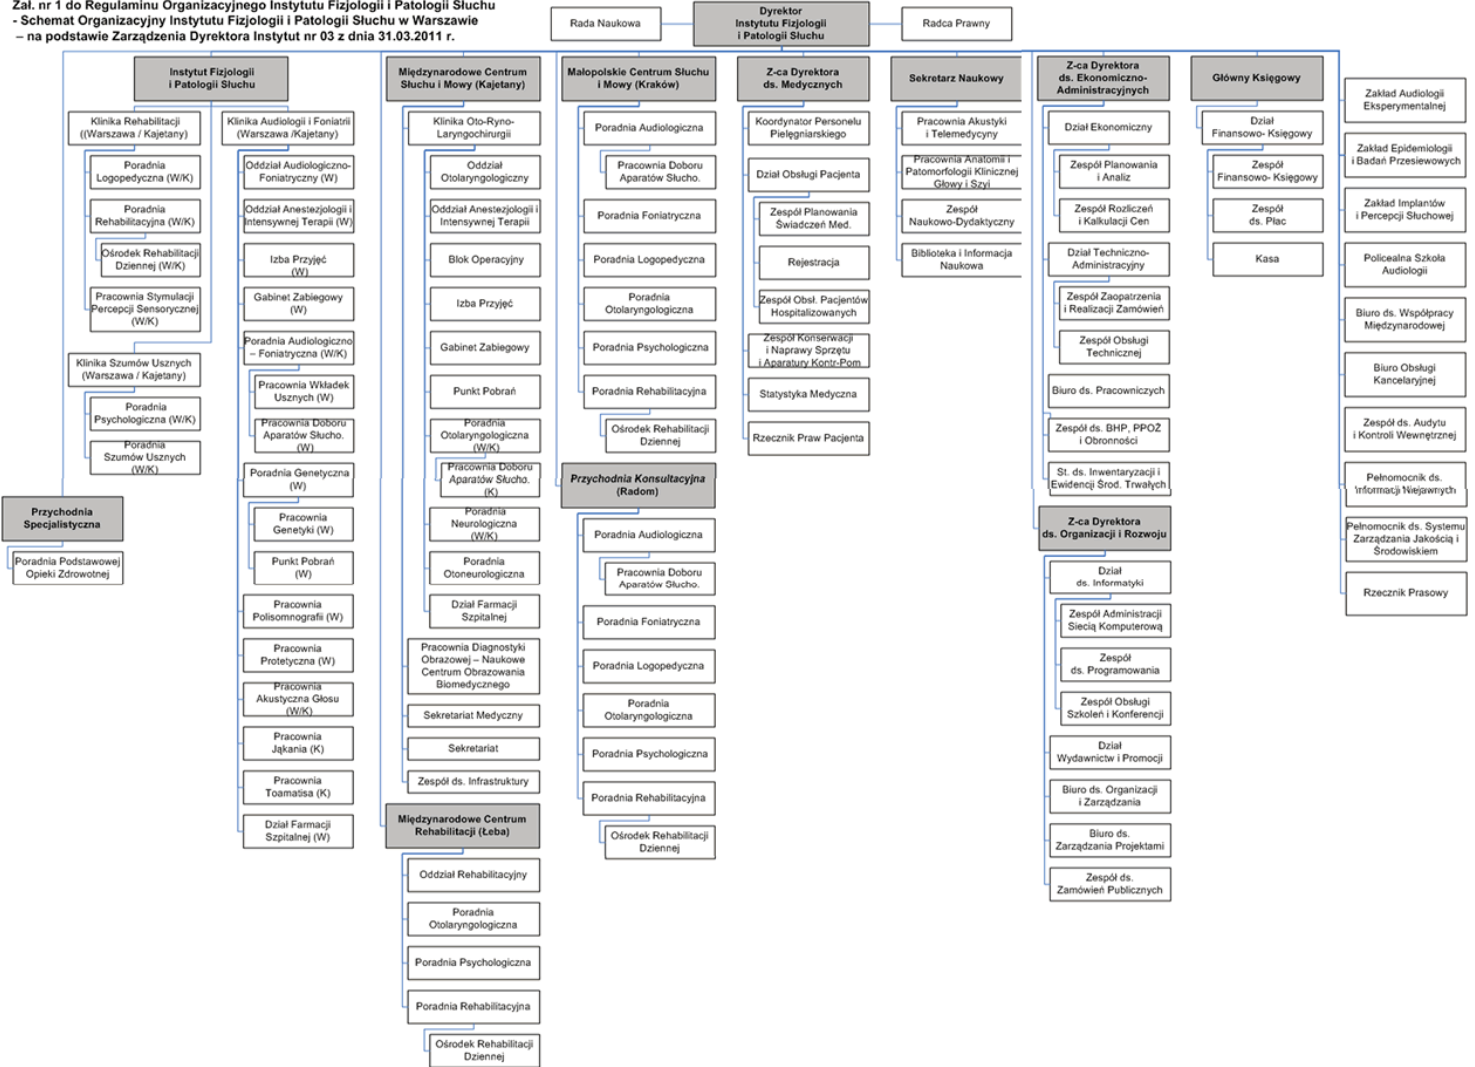 Zał. nr 1 do Regulaminu Organizacyjnego Instytutu Fizjologii i Patologii Słuchu
- Schemat Organizacyjny Instytutu Fizjologii i Patologii Słuchu w Warszawie
– na podstawie Zarządzenia Dyrektora Instytut nr 03 z dnia 31.03.2011 r.
Rada Naukowa
Dyrektor
Instytutu Fizjologii
i Patologii Słuchu
Radca Prawny
Instytut Fizjologii
i Patologii Słuchu
Klinika Rehabilitacji
((Warszawa / Kajetany)
Poradnia
Logopedyczna (W/K)
Poradnia
Rehabilitacyjna (W/K)
Ośrodek Rehabilitacji
Dziennej (W/K)
Pracownia Stymulacji
Percepcji Sensorycznej
(W/K)
Klinika Szumów Usznych
(Warszawa / Kajetany)
Poradnia
Psychologiczna (W/K)
Poradnia
Szumów Usznych
(W/K)
Przychodnia
Specjalistyczna
Poradnia Podstawowej
Opieki Zdrowotnej
Klinika Audiologii i Foniatrii
(Warszawa /Kajetany)
Oddział Audiologiczno-
Foniatryczny (W)
Oddział Anestezjologii i
Intensywnej Terapii (W)
Izba Przyjęć
(W)
Gabinet Zabiegowy
(W)
Poradnia Audiologiczno
– Foniatryczna (W/K)
Pracownia Wkładek
Usznych (W)
Pracownia Doboru
Aparatów Słucho.
(W)
Poradnia Genetyczna
(W)
Pracownia
Genetyki (W)
Punkt Pobrań
(W)
Pracownia
Polisomnografii (W)
Pracownia
Protetyczna (W)
Pracownia
Akustyczna Głosu
(W/K)
Pracownia
Jąkania (K)
Pracownia
Toamatisa (K)
Dział Farmacji
Szpitalnej (W)
Międzynarodowe Centrum
Słuchu i Mowy (Kajetany)
Klinika Oto-Ryno-
Laryngochirurgii
Oddział
Otolaryngologiczny
Oddział Anestezjologii i
Intensywnej Terapii
Blok Operacyjny
Izba Przyjęć
Gabinet Zabiegowy
Punkt Pobrań
Poradnia
Otolaryngologiczna
(W/K)
Pracownia Doboru
Aparatów Słucho.
(K)
Poradnia
Neurologiczna
(W/K)
Poradnia
Otoneurologiczna
Dział Farmacji
Szpitalnej
Pracownia Diagnostyki
Obrazowej – Naukowe
Centrum Obrazowania
Biomedycznego
Sekretariat Medyczny
Sekretariat
Zespół ds. Infrastruktury
Międzynarodowe Centrum
Rehabilitacji (Łeba)
Oddział Rehabilitacyjny
Poradnia
Otolaryngologiczna
Poradnia Psychologiczna
Poradnia Rehabilitacyjna
Ośrodek Rehabilitacji
Dziennej
Małopolskie Centrum Słuchu
i Mowy (Kraków)
Poradnia Audiologiczna
Pracownia Doboru
Aparatów Słucho.
Poradnia Foniatryczna
Poradnia Logopedyczna
Poradnia
Otolaryngologiczna
Poradnia Psychologiczna
Poradnia Rehabilitacyjna
Ośrodek Rehabilitacji
Dziennej
Przychodnia Konsultacyjna
(Radom)
Poradnia Audiologiczna
Pracownia Doboru
Aparatów Słucho.
Poradnia Foniatryczna
Poradnia Logopedyczna
Poradnia
Otolaryngologiczna
Poradnia Psychologiczna
Poradnia Rehabilitacyjna
Ośrodek Rehabilitacji
Dziennej
Z-ca Dyrektora
ds. Medycznych
Koordynator Personelu
Pielęgniarskiego
Dział Obsługi Pacjenta
Zespół Planowania
Świadczeń Med.
Rejestracja
Zespół Obsł. Pacjentów
Hospitalizowanych
Zespół Konserwacji
i Naprawy Sprzętu
i Aparatury Kontr-Pom
Statystyka Medyczna
Rzecznik Praw Pacjenta
Sekretarz Naukowy
Pracownia Akustyki
i Telemedycyny
Pracownia Anatomii i
Patomorfologii Klinicznej
Głowy i Szyi
Zespół
Naukowo-Dydaktyczny
Biblioteka i Informacja
Naukowa
Z-ca Dyrektora
ds. Ekonomiczno-
Administracyjnych
Dział Ekonomiczny
Zespół Planowania
i Analiz
Zespół Rozliczeń
i Kalkulacji Cen
Dział Techniczno-
Administracyjny
Zespół Zaopatrzenia
i Realizacji Zamówień
Zespół Obsługi
Technicznej
Biuro ds. Pracowniczych
Zespół ds. BHP, PPOŻ
i Obronności
St. ds. Inwentaryzacji i
Ewidencji Środ. Trwałych
Z-ca Dyrektora
ds. Organizacji i Rozwoju
Dział
ds. Informatyki
Zespół Administracji
Siecią Komputerową
Zespół
ds. Programowania
Zespół Obsługi
Szkoleń i Konferencji
Dział
Wydawnictw i Promocji
Biuro ds. Organizacji
i Zarządzania
Biuro ds.
Zarządzania Projektami
Zespół ds.
Zamówień Publicznych
Główny Księgowy
Dział
Finansowo- Księgowy
Zespół
Finansowo- Księgowy
Zespół
ds. Płac
Kasa
Zakład Audiologii
Eksperymentalnej
Zakład Epidemiologii
i Badań Przesiewowych
Zakład Implantów
i Percepcji Słuchowej
Policealna Szkoła
Audiologii
Biuro ds. Współpracy
Międzynarodowej
Biuro Obsługi
Kancelaryjnej
Zespół ds. Audytu
i Kontroli Wewnętrznej
Pełnomocnik ds.
Informacji Niejawnych
Pełnomocnik ds. Systemu
Zarządzania Jakością i
Środowiskiem
Rzecznik Prasowy